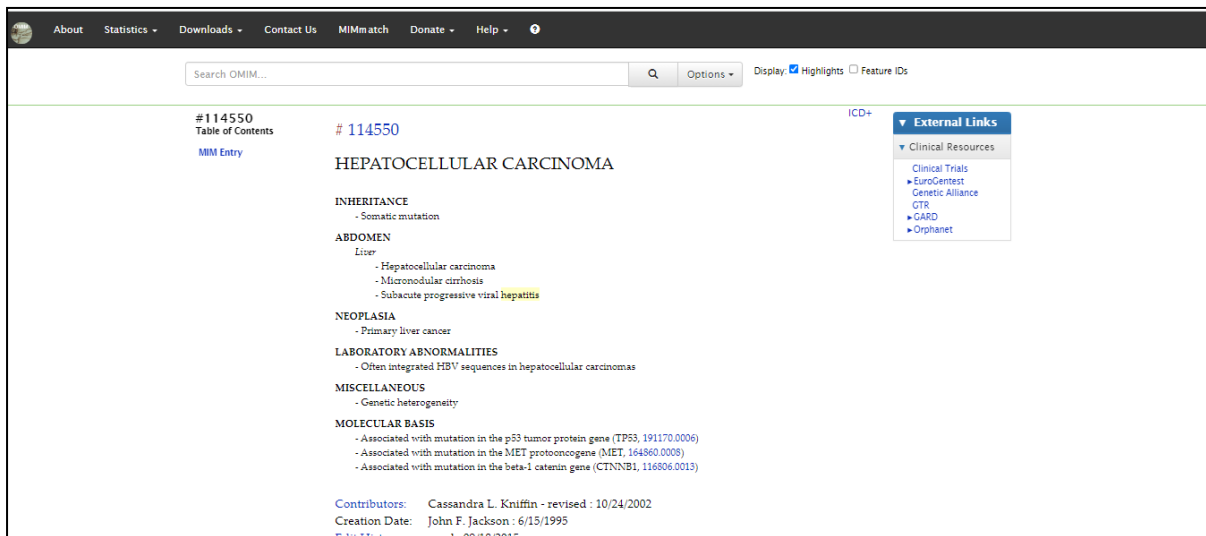 About Statistics Downloads Contact Us MIMmatch Donate Help ?
Search OMIM... Options Display: Highlights Feature IDs
#114550
Table of Contents
MIM Entry
# 114550
ICD+
HEPATOCELLULAR CARCINOMA
INHERITANCE
- Somatic mutation
ABDOMEN
Liver
- Hepatocellular carcinoma
- Micronodular cirrhosis
- Subacute progressive viral hepatitis
NEOPLASIA
- Primary liver cancer
LABORATORY ABNORMALITIES
- Often integrated HBV sequences in hepatocellular carcinomas
MISCELLANEOUS
- Genetic heterogeneity
MOLECULAR BASIS
- Associated with mutation in the p53 tumor protein gene (TP53, 191170.0006)
- Associated with mutation in the MET protooncogene (MET, 164860.0008)
- Associated with mutation in the beta-1 catenin gene (CTNNB1, 116806.0013)
Contributors: Cassandra L. Kniffin - revised : 10/24/2002
Creation Date: John F. Jackson : 6/15/1995
External Links
Clinical Resources
Clinical Trials
EuroGentest
Genetic Alliance
GTR
GARD
Orphanet